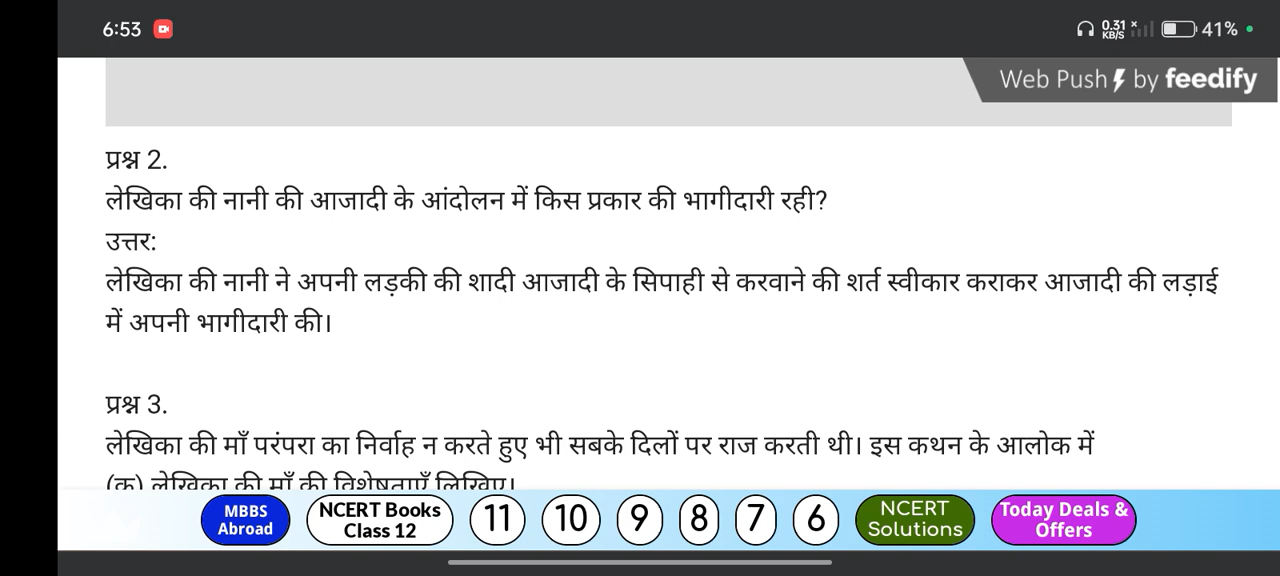 6:53
0.31 KB/S
41%
Web Push by feedify
प्रश्न 2.
लेखिका की नानी की आजादी के आंदोलन में किस प्रकार की भागीदारी रही?
उत्तर:
लेखिका की नानी ने अपनी लड़की की शादी आजादी के सिपाही से करवाने की शर्त स्वीकार कराकर आजादी की लड़ाई
में अपनी भागीदारी की।
प्रश्न 3.
लेखिका की माँ परंपरा का निर्वाह न करते हुए भी सबके दिलों पर राज करती थी। इस कथन के आलोक में
(क) लेखिका की माँ की विशेषताएँ लिखिए।
MBBS
Abroad
NCERT Books
Class 12
11
10
9
8
7
6
NCERT
Solutions
Today Deals &
Offers